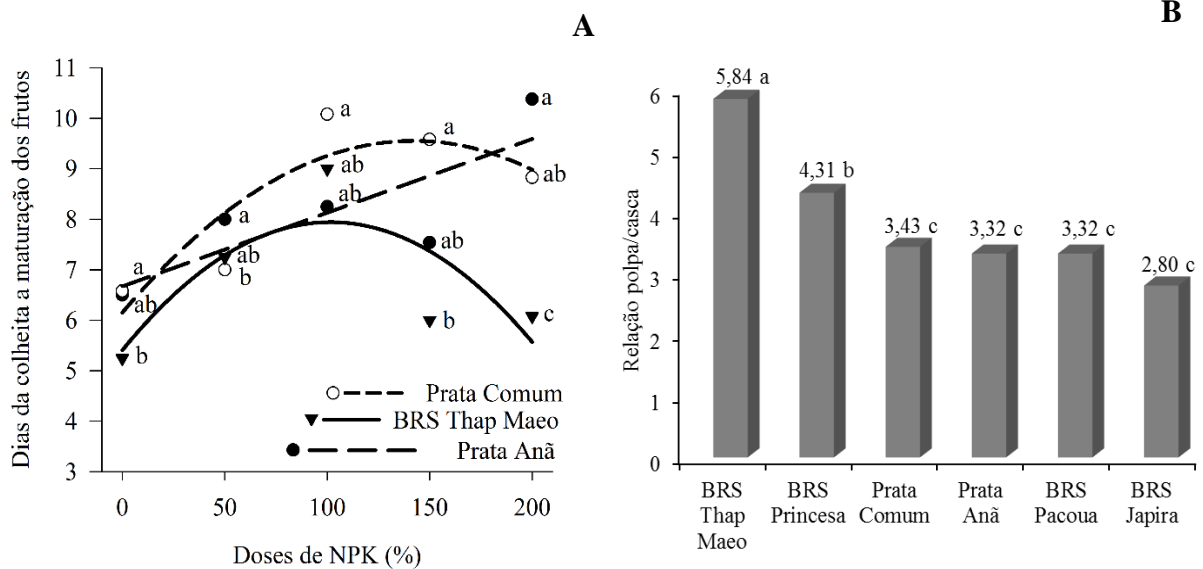 A
B
Dias da colheita a maturação dos frutos
11
10
9
8
7
6
5
4
3
a
ab
b
a
ab
b
a
ab
ab
a
ab
b
a
ab
c
Prata Comum
BRS Thap Maeo
Prata Anã
0
50
100
150
200
Doses de NPK (%)
Relação polpa/casca
6
5
4
3
2
1
0
5,84 a
4,31 b
3,43 c
3,32 c
3,32 c
2,80 c
BRS
Thap
Maeo
BRS
Princesa
Prata
Comum
Prata
Anã
BRS
Pacoua
BRS
Japira